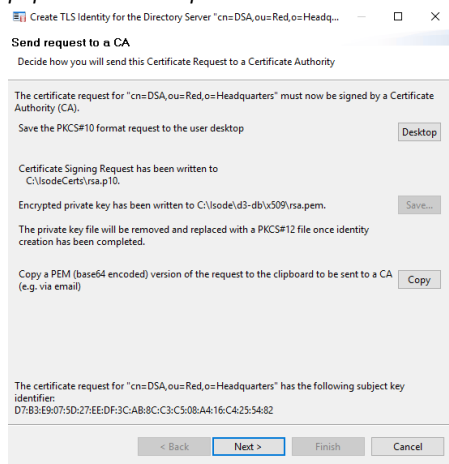 Create TLS Identity for the Directory Server "cn=DSA,ou=Red,o=Headq...
Send request to a CA
Decide how you will send this Certificate Request to a Certificate Authority
The certificate request for "cn=DSA,ou=Red,o=Headquarters" must now be signed by a Certificate
Authority (CA).
Save the PKCS#10 format request to the user desktop
Desktop
Certificate Signing Request has been written to
C:\IsodeCerts\rsa.p10.
Encrypted private key has been written to C:\Isode\d3-db\x509\rsa.pem.
Save...
The private key file will be removed and replaced with a PKCS#12 file once identity
creation has been completed.
Copy a PEM (base64 encoded) version of the request to the clipboard to be sent to a CA
(e.g. via email)
Copy
The certificate request for "cn=DSA,ou=Red,o=Headquarters" has the following subject key
identifier:
D7:B3:E9:07:5D:27:EE:DF:3C:AB:8C:C3:C5:08:A4:16:C4:25:54:82
< Back
Next >
Finish
Cancel